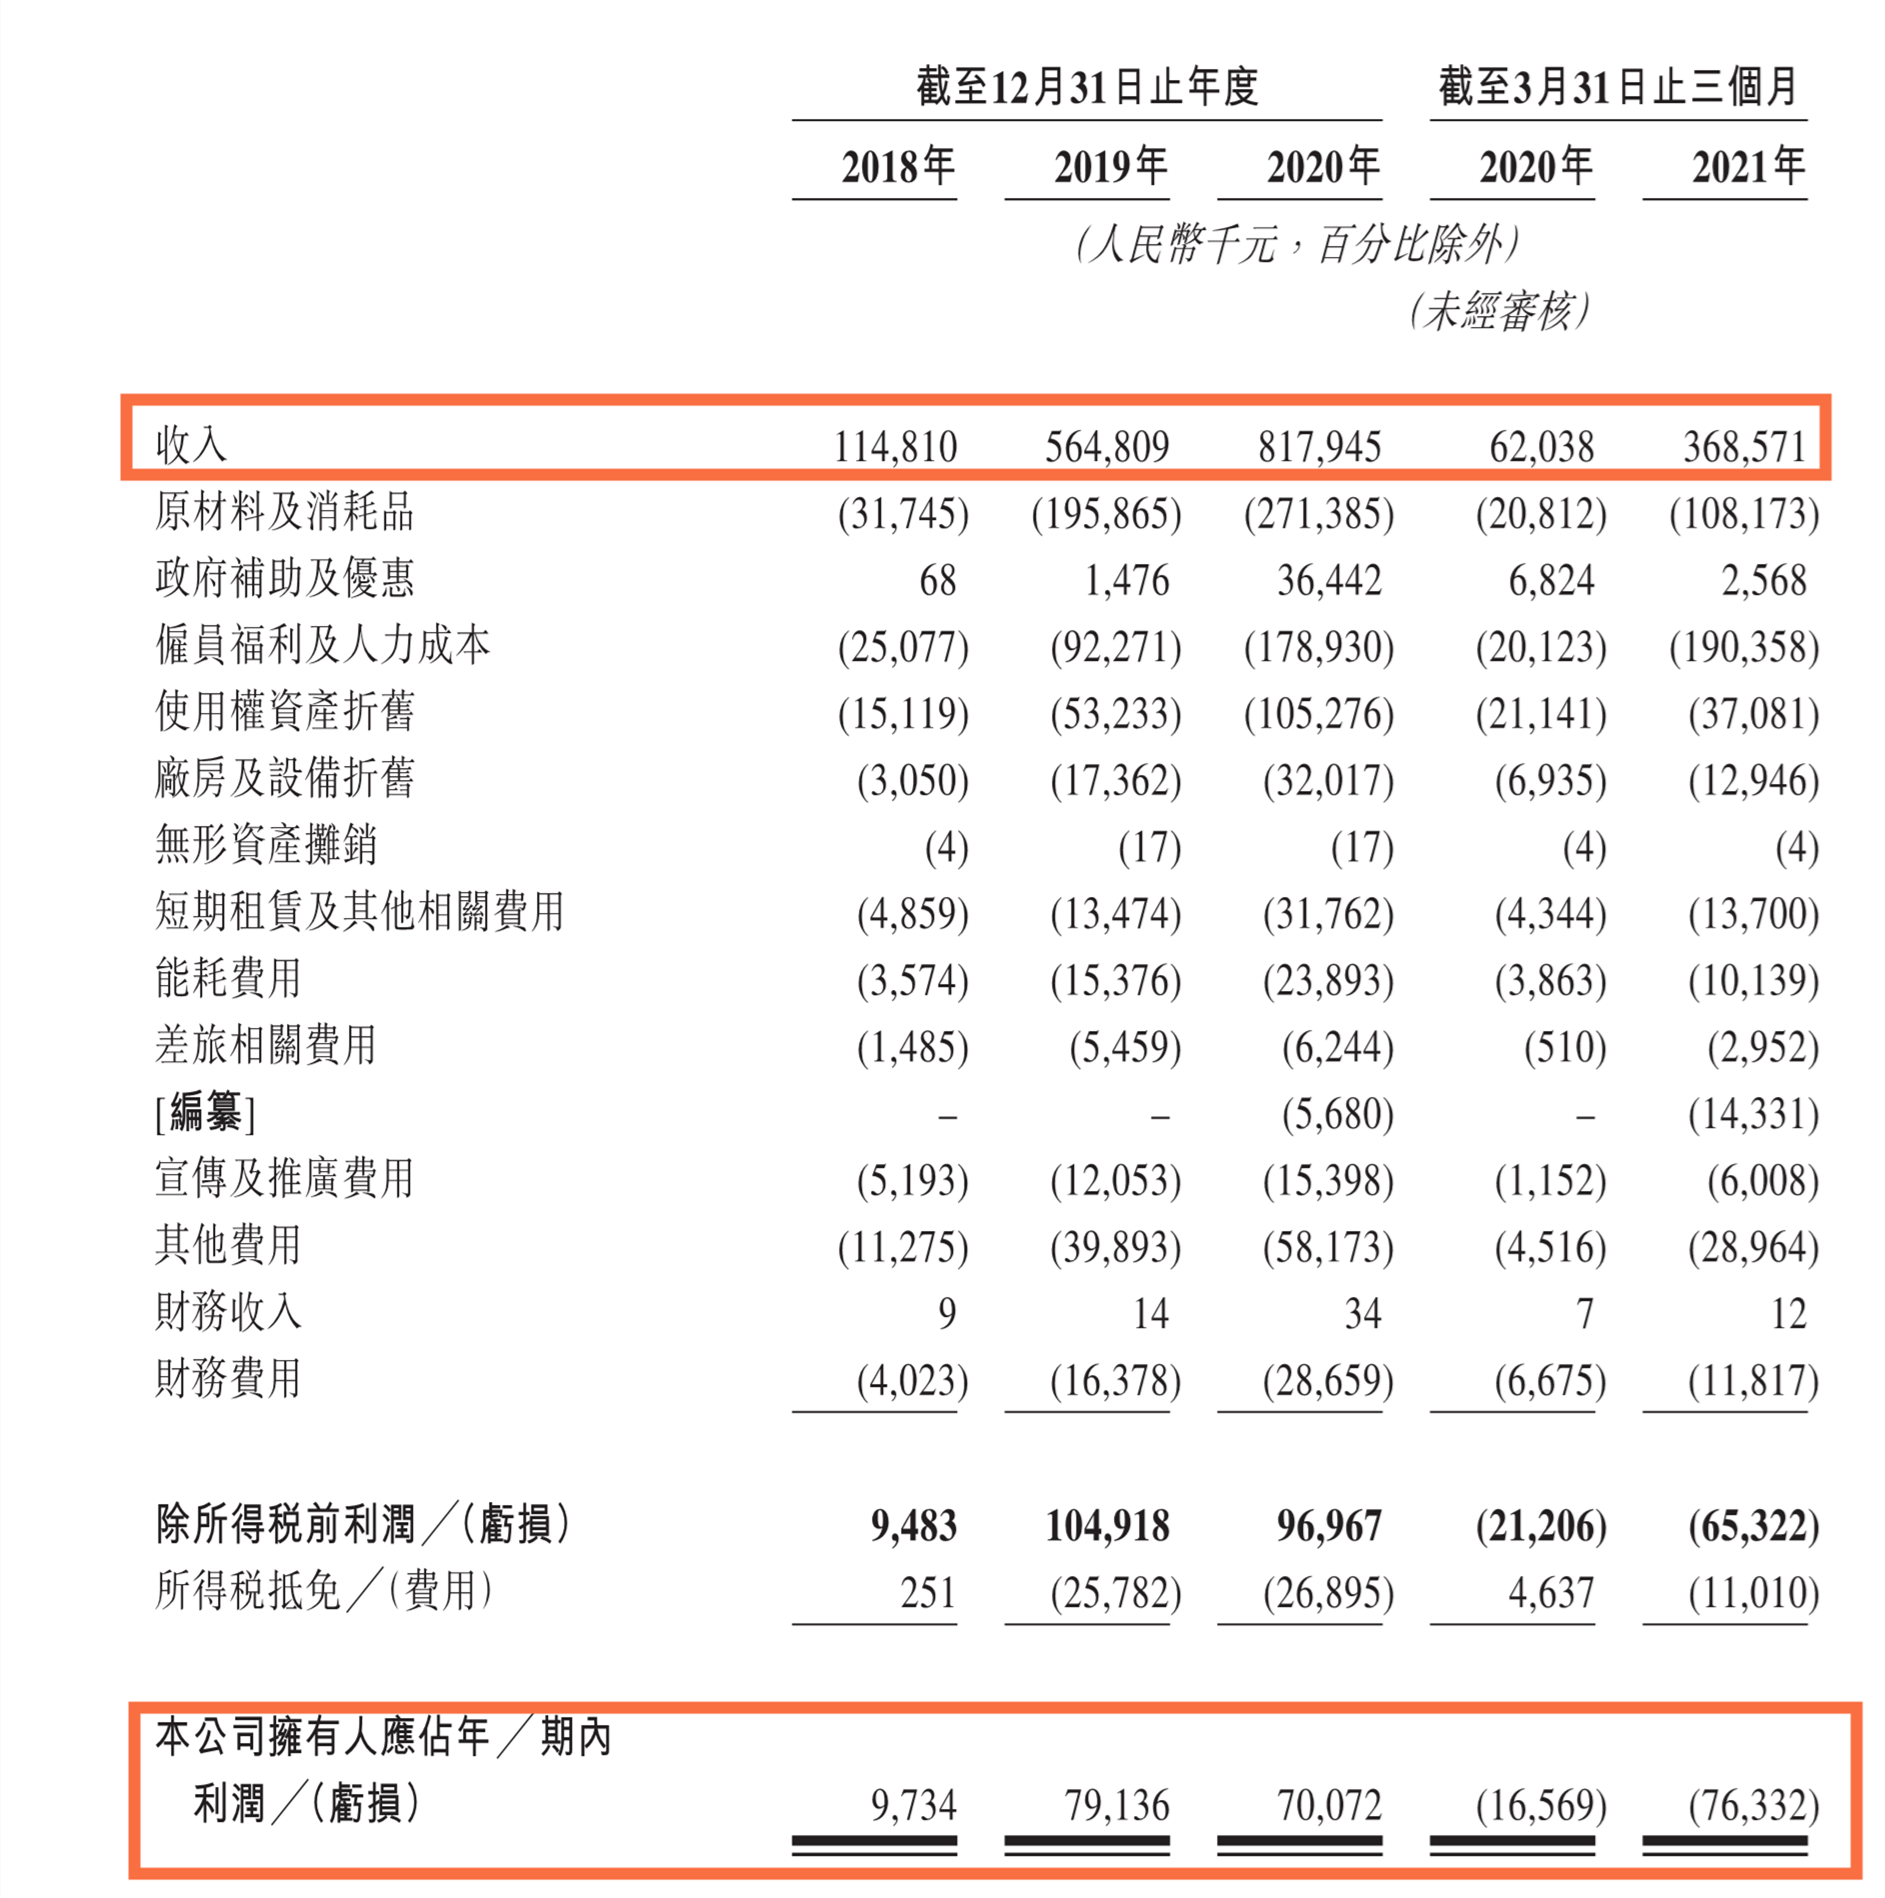 截至12月31日止年度 截至3月31日止三個月
2018年 2019年 2020年 2020年 2021年
(人民幣千元，百分比除外)
(未經審核)
收入 114,810 564,809 817,945 62,038 368,571
原材料及消耗品 (31,745) (195,865) (271,385) (20,812) (108,173)
政府補助及優惠 68 1,476 36,442 6,824 2,568
僱員福利及人力成本 (25,077) (92,271) (178,930) (20,123) (190,358)
使用權資產折舊 (15,119) (53,233) (105,276) (21,141) (37,081)
廠房及設備折舊 (3,050) (17,362) (32,017) (6,935) (12,946)
無形資產攤銷 (4) (17) (17) (4) (4)
短期租賃及其他相關費用 (4,859) (13,474) (31,762) (4,344) (13,700)
能耗費用 (3,574) (15,376) (23,893) (3,863) (10,139)
差旅相關費用 (1,485) (5,459) (6,244) (510) (2,952)
[編纂] – – (5,680) – (14,331)
宣傳及推廣費用 (5,193) (12,053) (15,398) (1,152) (6,008)
其他費用 (11,275) (39,893) (58,173) (4,516) (28,964)
財務收入 9 14 34 7 12
財務費用 (4,023) (16,378) (28,659) (6,675) (11,817)
除所得税前利潤／(虧損) 9,483 104,918 96,967 (21,206) (65,322)
所得税抵免／(費用) 251 (25,782) (26,895) 4,637 (11,010)
本公司擁有人應佔年／期內
利潤／(虧損) 9,734 79,136 70,072 (16,569) (76,332)